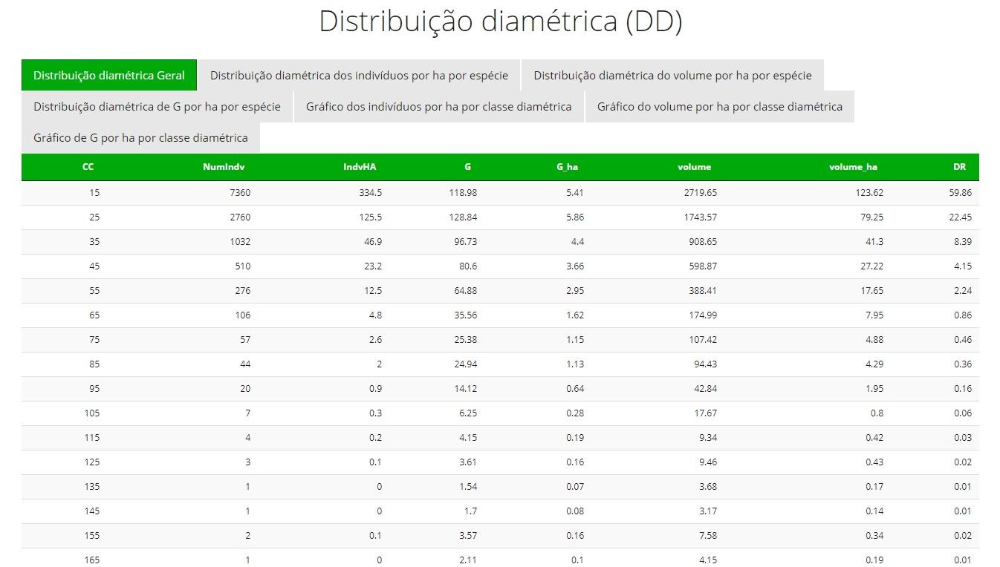 Distribuição diamétrica (DD)
Distribuição diamétrica Geral Distribuição diamétrica dos indivíduos por ha por espécie Distribuição diamétrica do volume por ha por espécie
Distribuição diamétrica de G por ha por espécie Gráfico dos indivíduos por ha por classe diamétrica Gráfico do volume por ha por classe diamétrica
Gráfico de G por ha por classe diamétrica
CC NumIndv IndvHA G G_ha volume volume_ha DR
15 7360 334.5 118.98 5.41 2719.65 123.62 59.86
25 2760 125.5 128.84 5.86 1743.57 79.25 22.45
35 1032 46.9 96.73 4.4 908.65 41.3 8.39
45 510 23.2 80.6 3.66 598.87 27.22 4.15
55 276 12.5 64.88 2.95 388.41 17.65 2.24
65 106 4.8 35.56 1.62 174.99 7.95 0.86
75 57 2.6 25.38 1.15 107.42 4.88 0.46
85 44 2 24.94 1.13 94.43 4.29 0.36
95 20 0.9 14.12 0.64 42.84 1.95 0.16
105 7 0.3 6.25 0.28 17.67 0.8 0.06
115 4 0.2 4.15 0.19 9.34 0.42 0.03
125 3 0.1 3.61 0.16 9.46 0.43 0.02
135 1 0 1.54 0.07 3.68 0.17 0.01
145 1 0 1.7 0.08 3.17 0.14 0.01
155 2 0.1 3.57 0.16 7.58 0.34 0.02
165 1 0 2.11 0.1 4.15 0.19 0.01